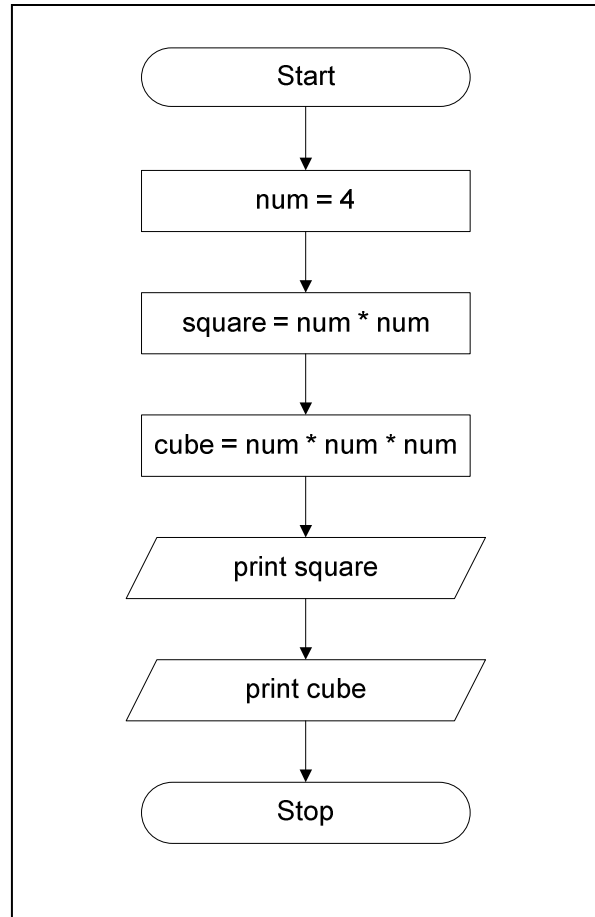 Start
num = 4
square = num * num
cube = num * num * num
print square
print cube
Stop